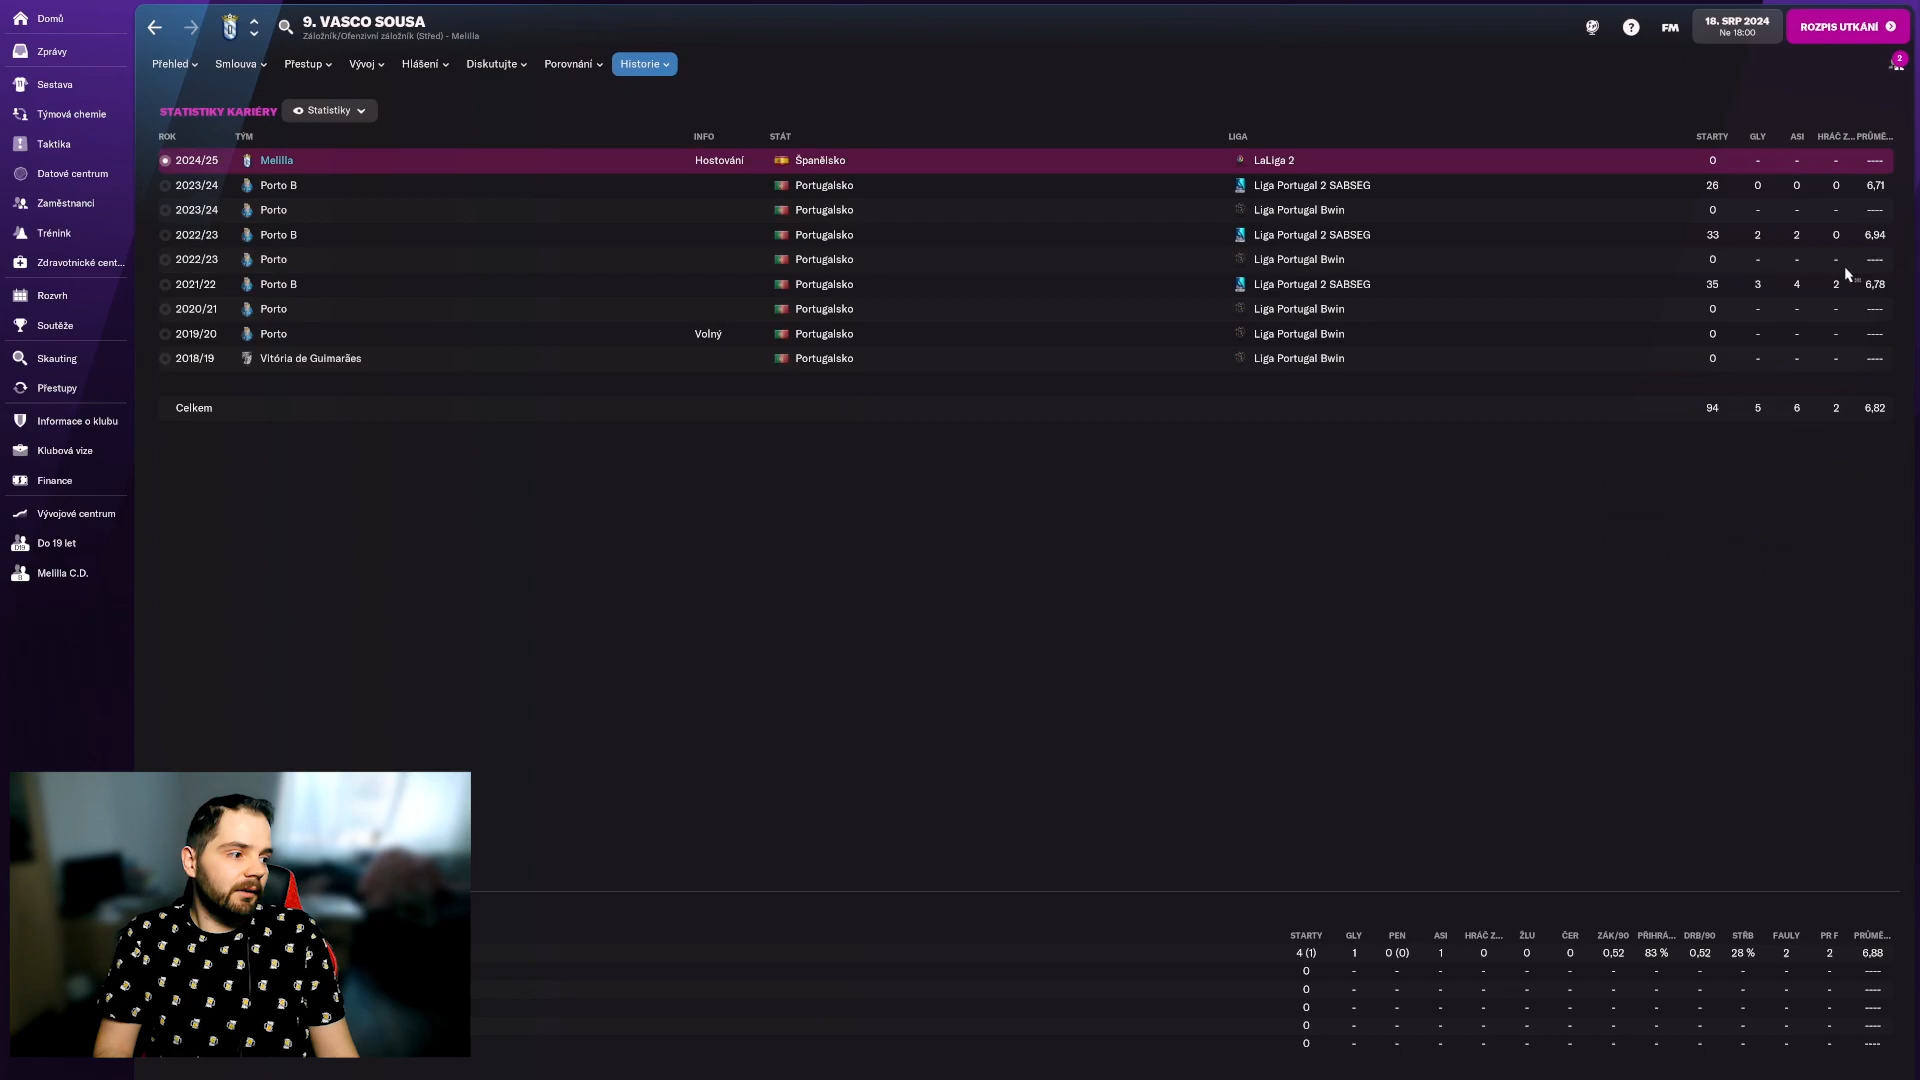 Domů
Zprávy
Sestava
Týmová chemie
Taktika
Datové centrum
Zaměstnanci
Trénink
Zdravotnické cent...
Rozvrh
Soutěže
Skauting
Přestupy
Informace o klubu
Klubová vize
Finance
Vývojové centrum
Do 19 let
Melilla C.D.
9. VASCO SOUSA
Záložník/Ofenzivní záložník (Střed) - Melilla
FM
18. SRP 2024
Ne 18:00
ROZPIS UTKÁNÍ
2
Přehled Smlouva Přestup Vývoj Hlášení Diskutujte Porovnání Historie
STATISTIKY KARIÉRY Statistiky
ROK TÝM INFO STÁT LIGA STARTY GLY ASI HRÁČ Z... PRŮMĚ...
2024/25 Melilla Hostování Španělsko LaLiga 2 0 - - - ----
2023/24 Porto B Portugalsko Liga Portugal 2 SABSEG 26 0 0 0 6,71
2023/24 Porto Portugalsko Liga Portugal Bwin 0 - - - ----
2022/23 Porto B Portugalsko Liga Portugal 2 SABSEG 33 2 2 0 6,94
2022/23 Porto Portugalsko Liga Portugal Bwin 0 - - - ----
2021/22 Porto B Portugalsko Liga Portugal 2 SABSEG 35 3 4 2 6,78
2020/21 Porto Portugalsko Liga Portugal Bwin 0 - - - ----
2019/20 Porto Volný Portugalsko Liga Portugal Bwin 0 - - - ----
2018/19 Vitória de Guimarães Portugalsko Liga Portugal Bwin 0 - - - ----
Celkem 94 5 6 2 6,82
STARTY GLY PEN ASI HRÁČ Z... ŽLU ČER ZÁK/90 PŘIHRÁ... DRB/90 STŘB FAULY PR F PRŮMĚ...
4 (1) 1 0 (0) 1 0 0 0 0,52 83 % 0,52 28 % 2 2 6,88
0 - - - - - - - - - - - - ----
0 - - - - - - - - - - - - ----
0 - - - - - - - - - - - - ----
0 - - - - - - - - - - - - ----
0 - - - - - - - - - - - - ----